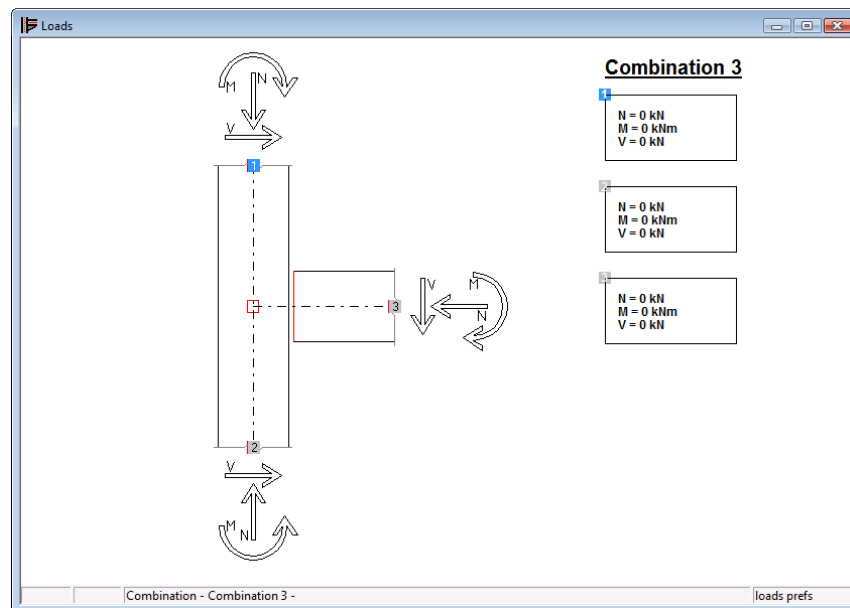 Loads
M
N
V
1
Combination 3
1
N = 0 kN
M = 0 kNm
V = 0 kN
2
N = 0 kN
M = 0 kNm
V = 0 kN
3
N = 0 kN
M = 0 kNm
V = 0 kN
V
M
N
3
2
V
M
N
Combination - Combination 3 -
loads prefs